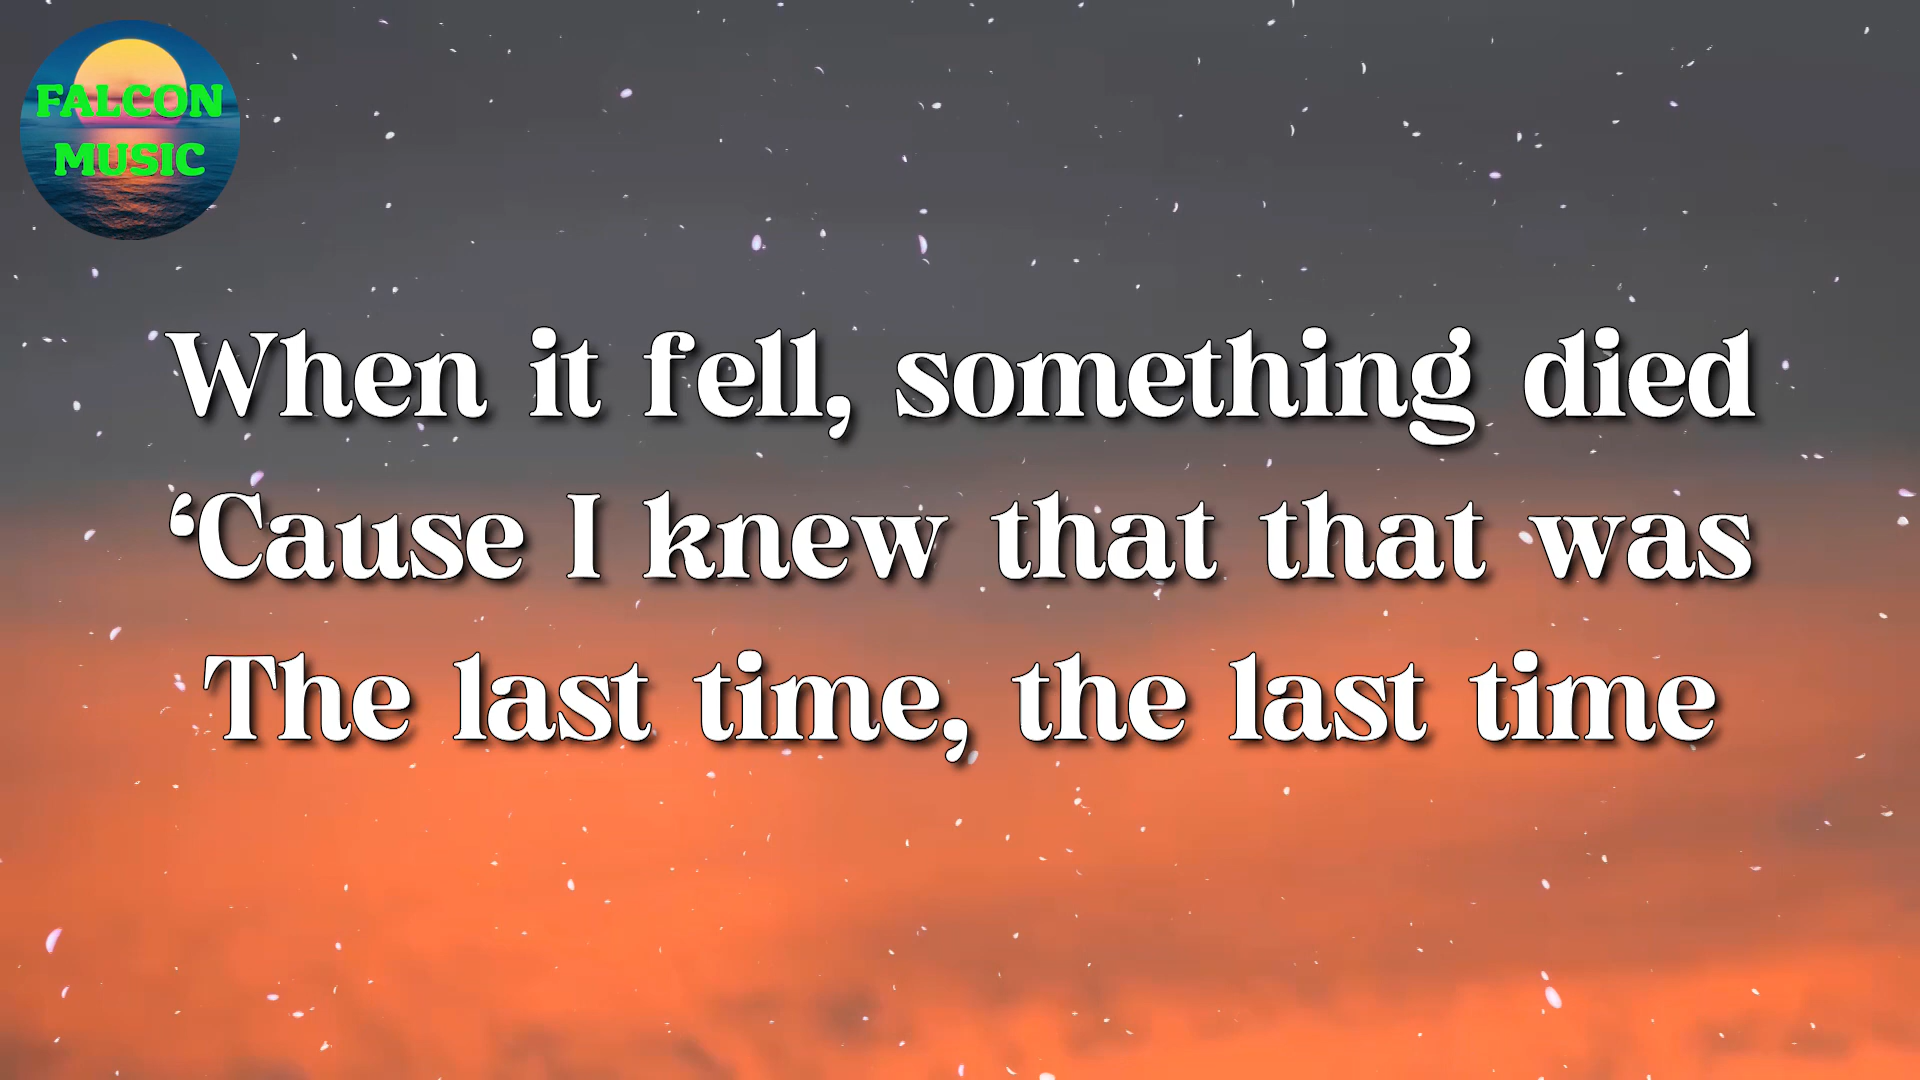 FALCON
MUSIC
When it fell, something died
‘Cause I knew that that was
The last time, the last time